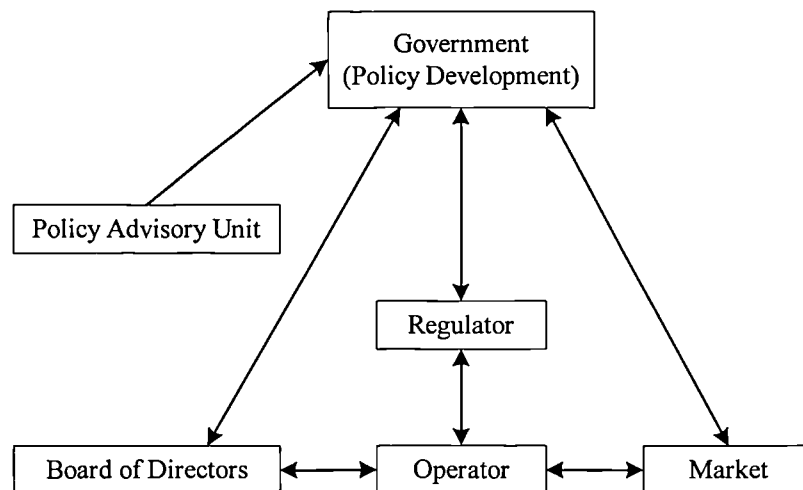 Government
(Policy Development)
Policy Advisory Unit
Regulator
Board of Directors
Operator
Market